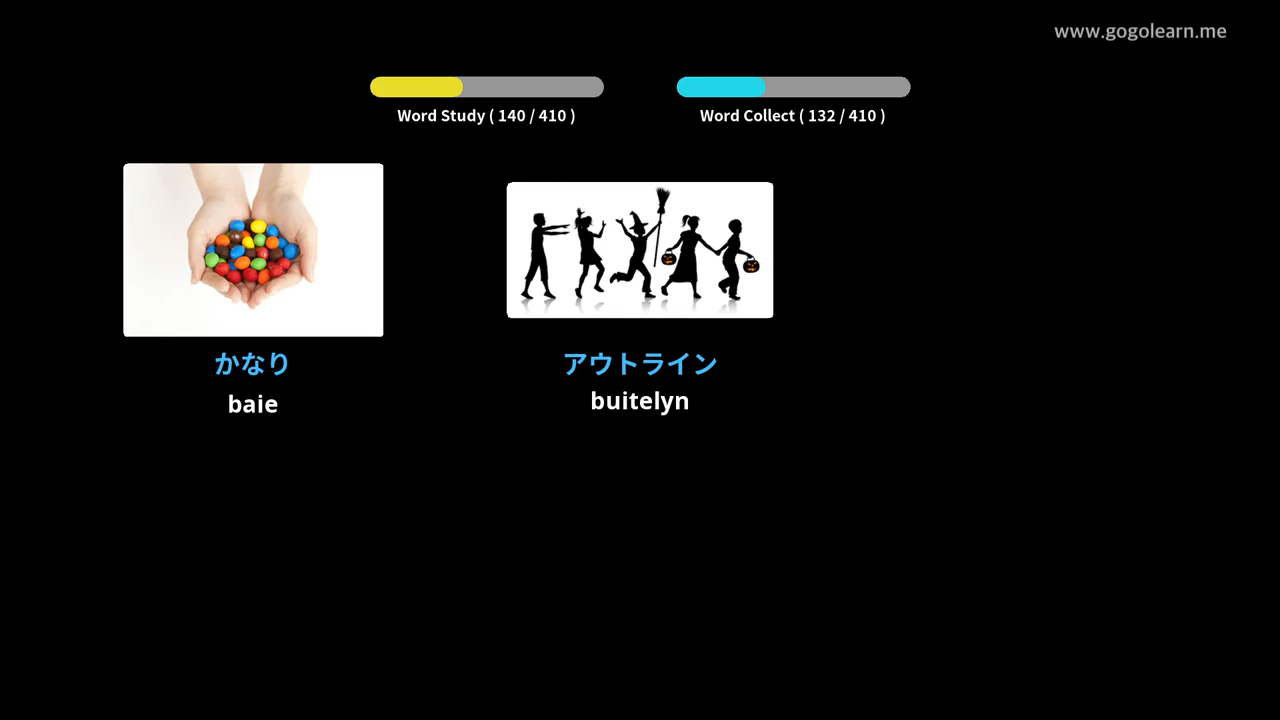 www.gogolearn.me
Word Study ( 140 / 410 )
Word Collect ( 132 / 410 )
かなり
baie
アウトライン
buitelyn